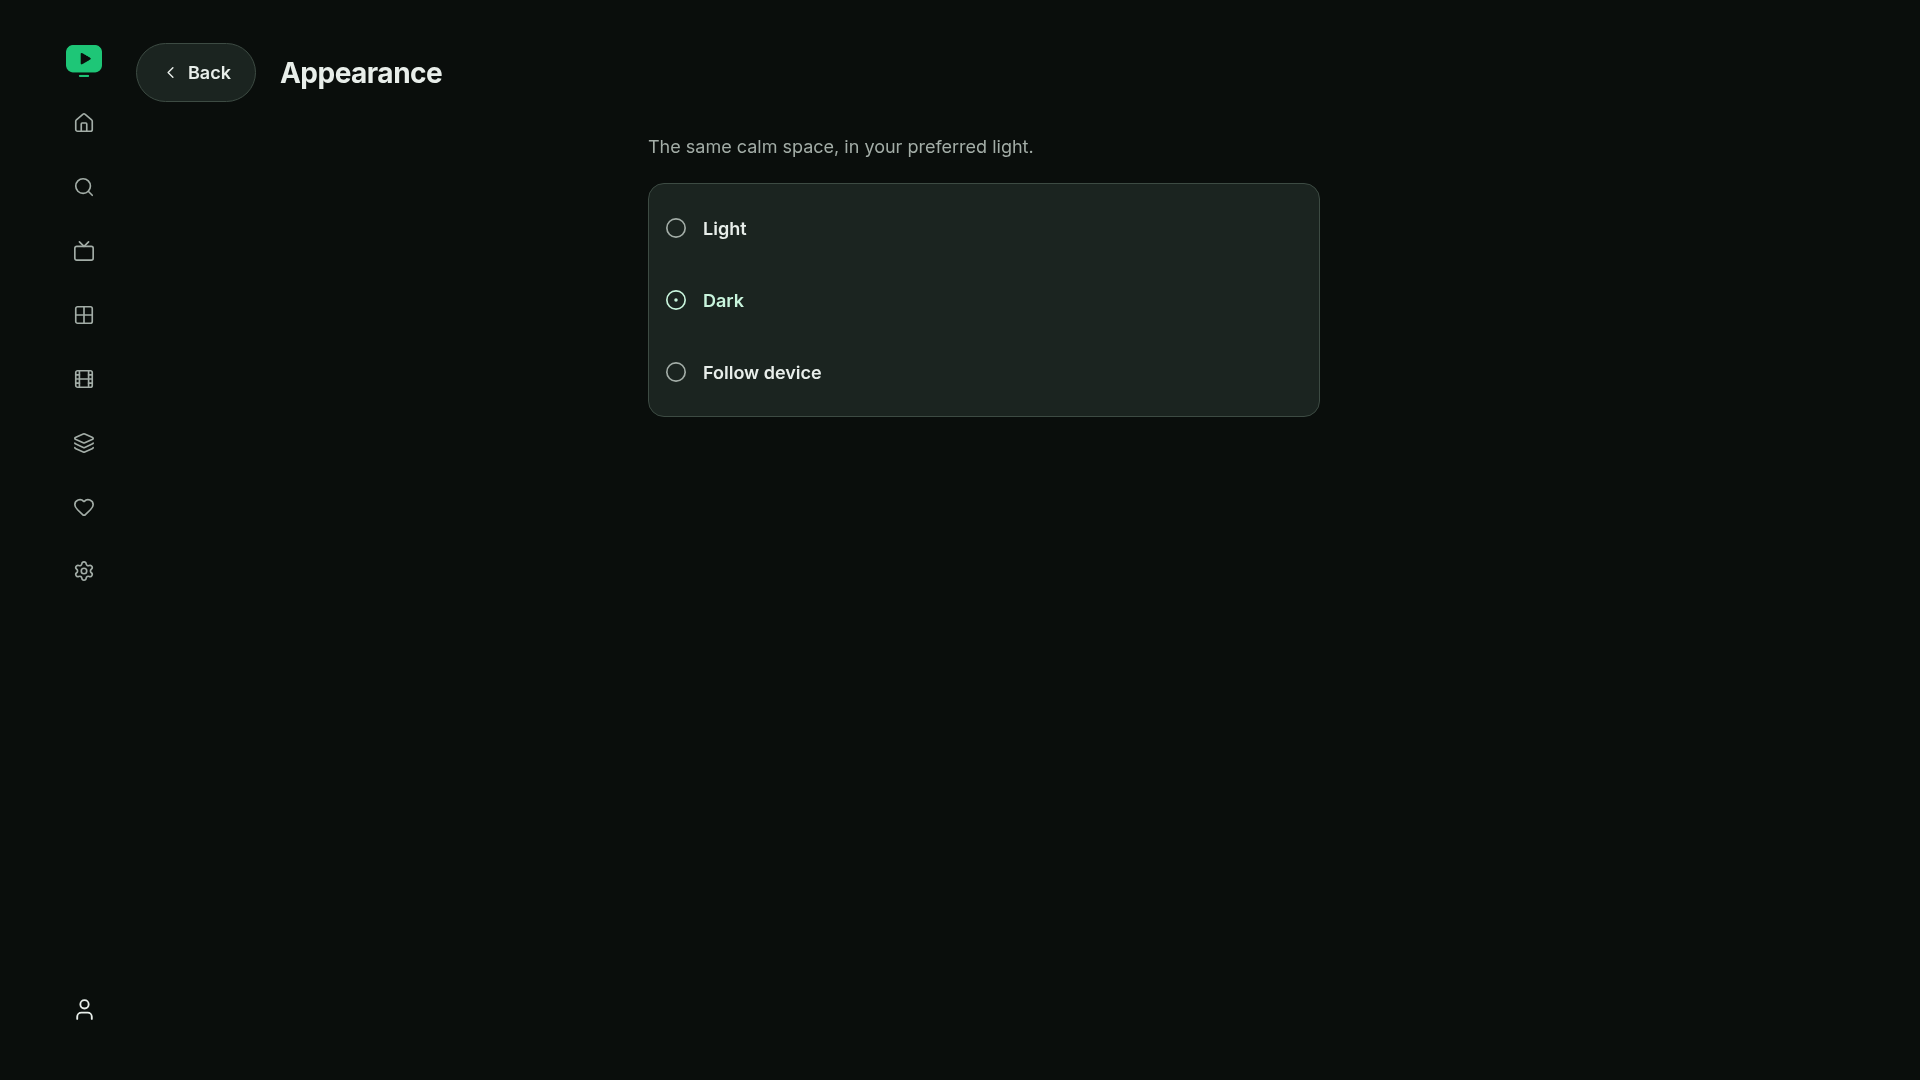 Back
Appearance
The same calm space, in your preferred light.
Light
Dark
Follow device